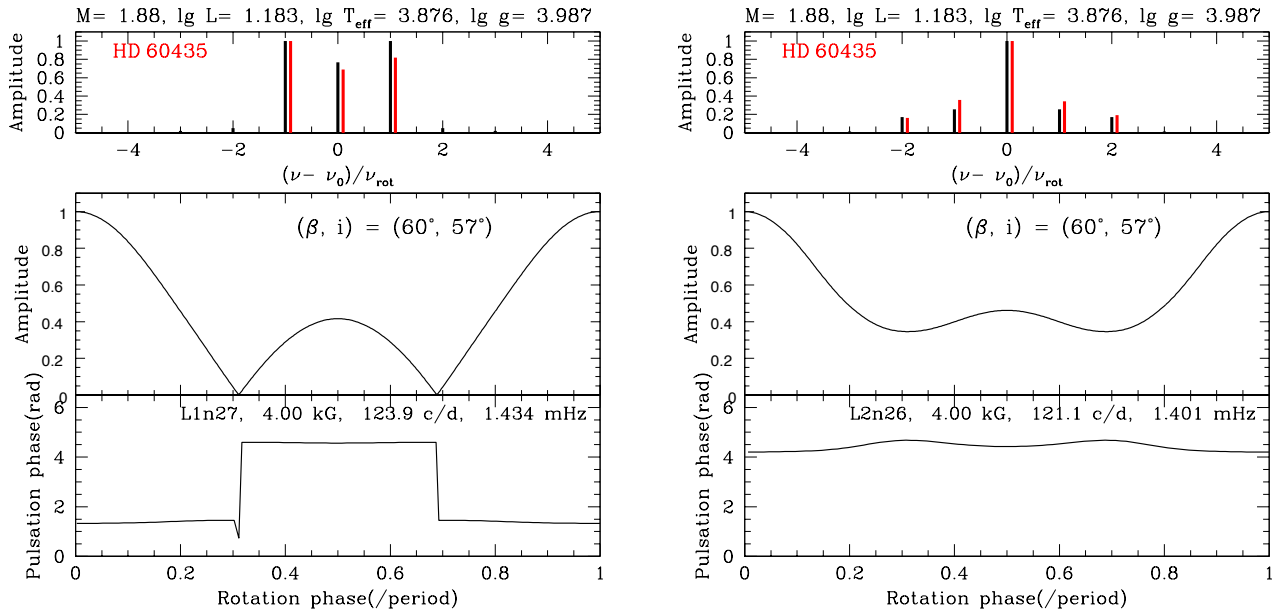 M= 1.88, lg L= 1.183, lg T_eff= 3.876, lg g= 3.987
Amplitude
1
0.8
0.6
0.4
0.2
0
HD 60435
−4 −2 0 2 4
(ν− ν_0)/ν_rot
Amplitude
1
0.8
0.6
0.4
0.2
0
(β, i) = (60°, 57°)
Pulsation phase(rad)
6
4
2
0
L1n27, 4.00 kG, 123.9 c/d, 1.434 mHz
0 0.2 0.4 0.6 0.8 1
Rotation phase(/period)
M= 1.88, lg L= 1.183, lg T_eff= 3.876, lg g= 3.987
Amplitude
1
0.8
0.6
0.4
0.2
0
HD 60435
−4 −2 0 2 4
(ν− ν_0)/ν_rot
Amplitude
1
0.8
0.6
0.4
0.2
0
(β, i) = (60°, 57°)
Pulsation phase(rad)
6
4
2
0
L2n26, 4.00 kG, 121.1 c/d, 1.401 mHz
0 0.2 0.4 0.6 0.8 1
Rotation phase(/period)